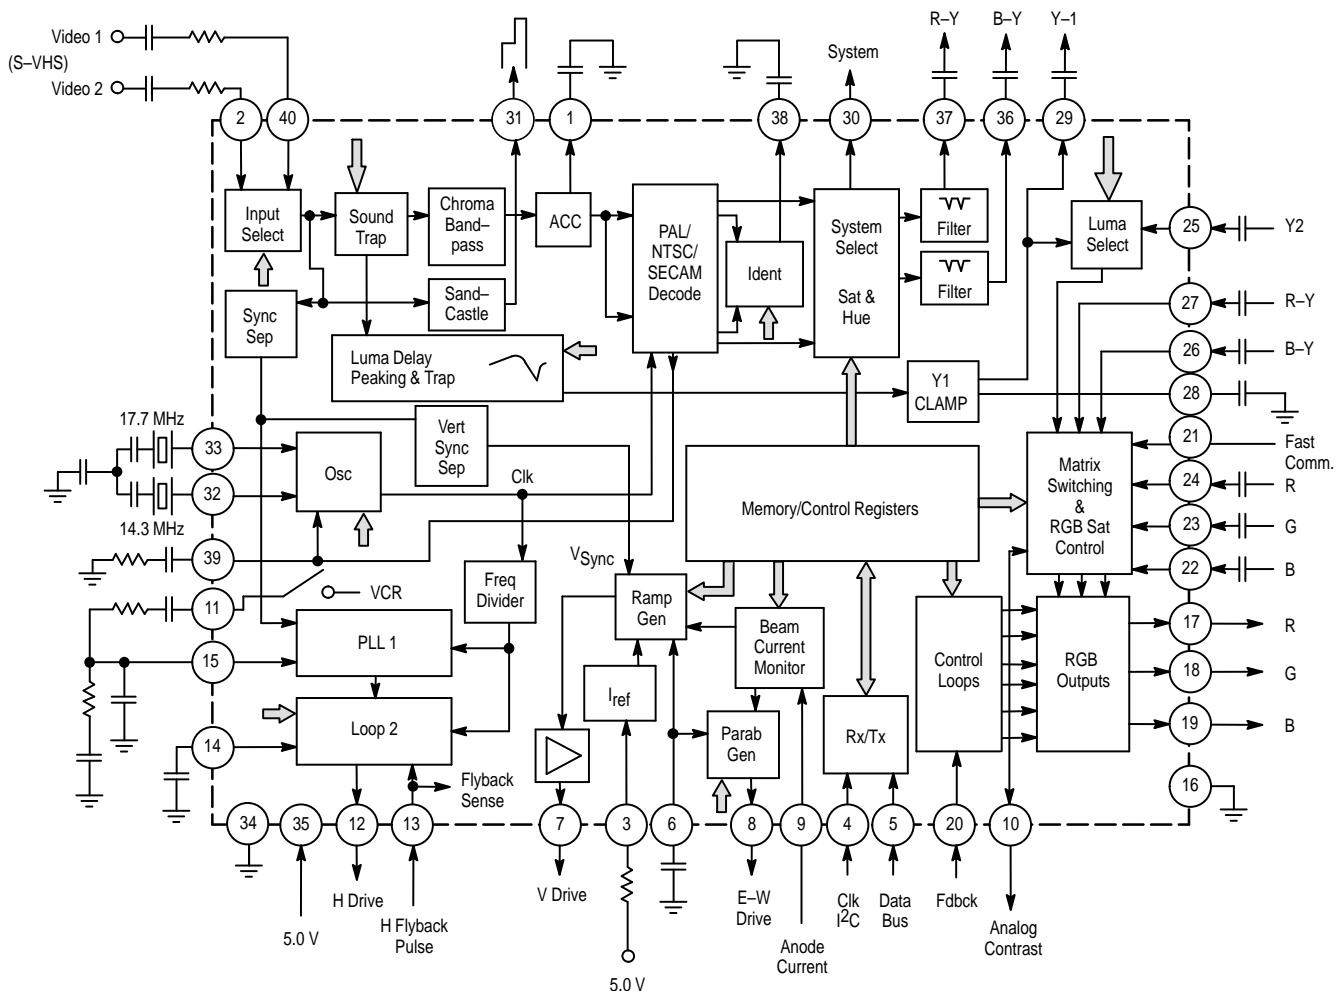 R–Y
B–Y
Y–1
Video 1
(S–VHS)
Video 2
System
2
40
31
1
38
30
37
36
29
Input
Select
Sound
Trap
Chroma
Band–
pass
ACC
PAL/
NTSC/
SECAM
Decode
Ident
System
Select
Sat &
Hue
Filter
Filter
Luma
Select
25
Y2
Sync
Sep
Sand–
Castle
27
R–Y
Luma Delay
Peaking & Trap
26
B–Y
Y1
CLAMP
28
17.7 MHz
33
Vert
Sync
Sep
21
Fast
Comm.
Osc
32
14.3 MHz
Clk
Memory/Control Registers
Matrix
Switching
&
RGB Sat
Control
24
R
23
G
22
B
39
VSync
Freq
Divider
11
VCR
Ramp
Gen
Beam
Current
Monitor
17
R
PLL 1
15
Iref
Control
Loops
RGB
Outputs
18
G
Loop 2
14
Parab
Gen
Rx/Tx
19
B
Flyback
Sense
16
34
35
12
13
7
3
6
8
9
4
5
20
10
H Drive
V Drive
E–W
Drive
Clk
I2C
Data
Bus
Fdbck
5.0 V
H Flyback
Pulse
Anode
Current
Analog
Contrast
5.0 V